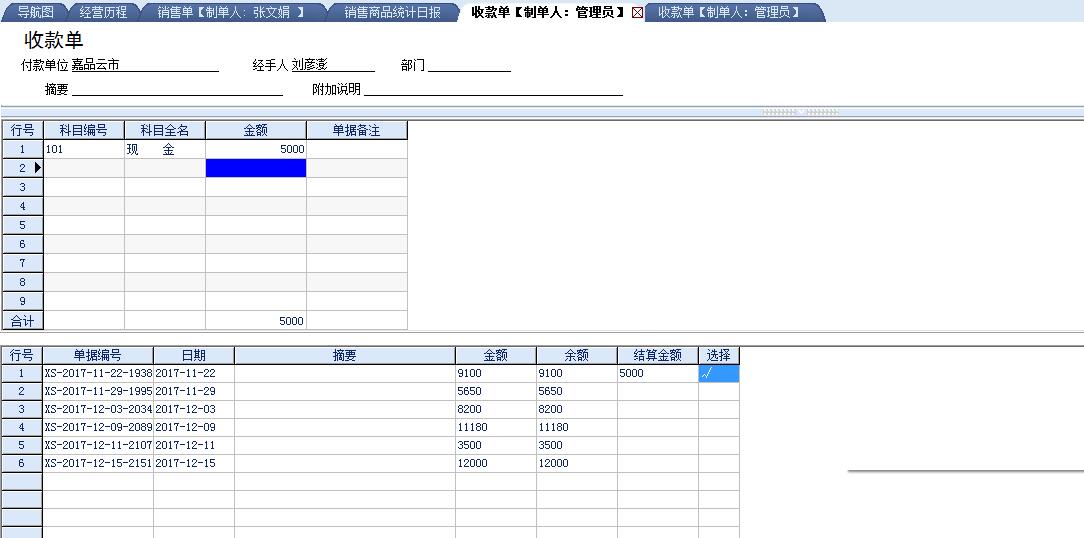 导航图 经营历程 销售单【制单人：张文娟 】 销售商品统计日报 收款单【制单人：管理员】 收款单【制单人：管理员】
收款单
付款单位 嘉品云市 经手人 刘彦澎 部门
摘要 附加说明
行号 科目编号 科目全名 金额 单据备注
1 101 现 金 5000
2
3
4
5
6
7
8
9
合计 5000
行号 单据编号 日期 摘要 金额 余额 结算金额 选择
1 XS-2017-11-22-1938 2017-11-22 9100 9100 5000 √
2 XS-2017-11-29-1995 2017-11-29 5650 5650
3 XS-2017-12-03-2034 2017-12-03 8200 8200
4 XS-2017-12-09-2089 2017-12-09 11180 11180
5 XS-2017-12-11-2107 2017-12-11 3500 3500
6 XS-2017-12-15-2151 2017-12-15 12000 12000